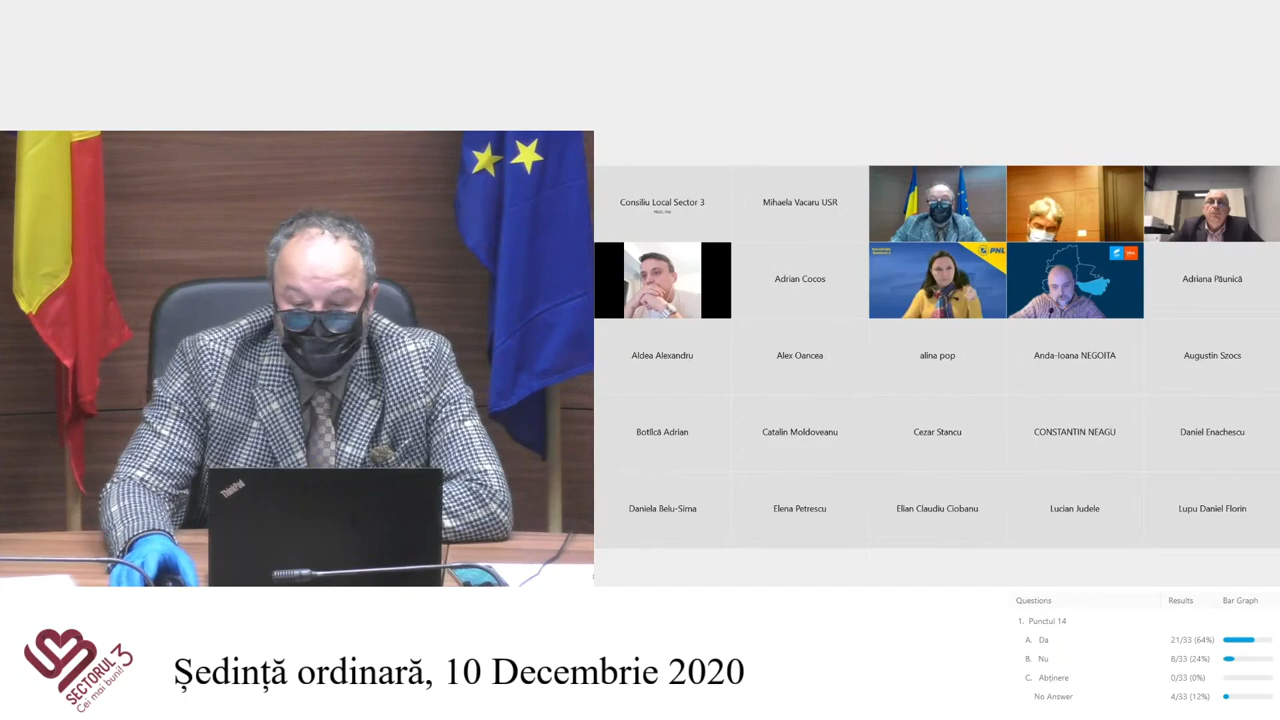 Consiliu Local Sector 3
Host, me
Mihaela Vacaru USR
PNL
Adrian Cocos
Adriana Păunică
Aldea Alexandru
Alex Oancea
alina pop
Anda-Ioana NEGOITA
Augustin Szocs
Botîlcă Adrian
Catalin Moldoveanu
Cezar Stancu
CONSTANTIN NEAGU
Daniel Enachescu
Daniela Belu-Sima
Elena Petrescu
Elian Claudiu Ciobanu
Lucian Judele
Lupu Daniel Florin
ThinkPad
SECTORUL 3
Cei mai buni!
Ședință ordinară, 10 Decembrie 2020
Questions Results Bar Graph
1. Punctul 14
A. Da 21/33 (64%)
B. Nu 8/33 (24%)
C. Abținere 0/33 (0%)
No Answer 4/33 (12%)